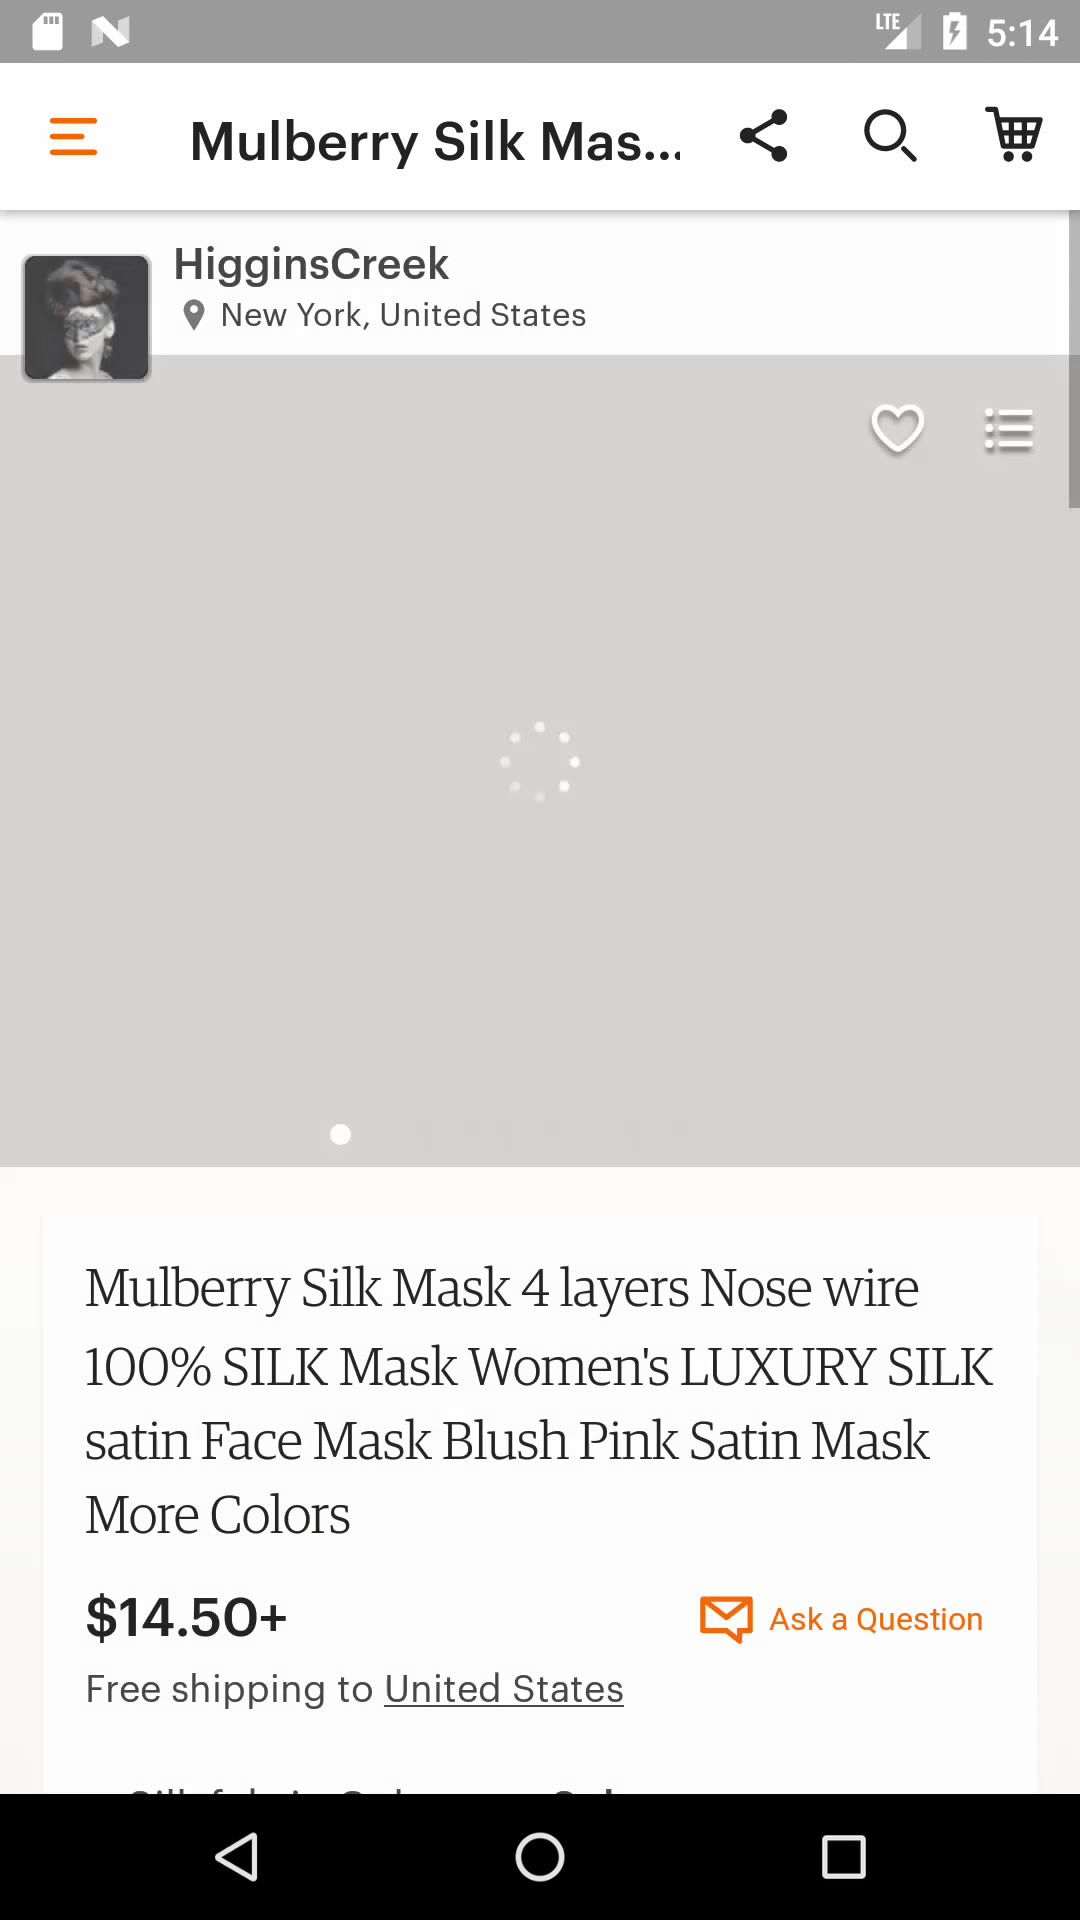 LTE 5:14
Mulberry Silk Mas...
HigginsCreek
New York, United States
Mulberry Silk Mask 4 layers Nose wire
100% SILK Mask Women's LUXURY SILK
satin Face Mask Blush Pink Satin Mask
More Colors
$14.50+
Ask a Question
Free shipping to United States